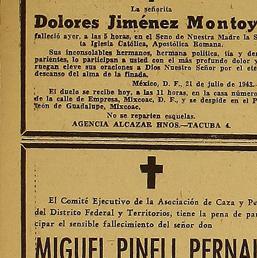 La señorita
Dolores Jiménez Montoy
falleció ayer, a las 5 horas, en el Seno de Nuestra Madre la S
ta Iglesia Católica, Apostólica Romana.
Sus inconsolables hermanos, hermana política, tía y de
parientes, lo participan a usted con el más profundo dolor y
ruegan eleve sus oraciones a Dios Nuestro Señor por el ete
descanso del alma de la finada.
México, D. F., 21 de julio de 1943.
El duelo se recibe hoy, a las 11 horas, en la casa número
de la calle de Empresa, Mixcoac, D. F., y se despide en el P
teón de Guadalupe, Mixcoac.
No se reparten esquelas.
AGENCIA ALCAZAR HNOS.—TACUBA 4.
El Comité Ejecutivo de la Asociación de Caza y Pe
del Distrito Federal y Territorios, tiene la pena de par
cipar el sensible fallecimiento del señor don
MIGUEL PINELL PERNA